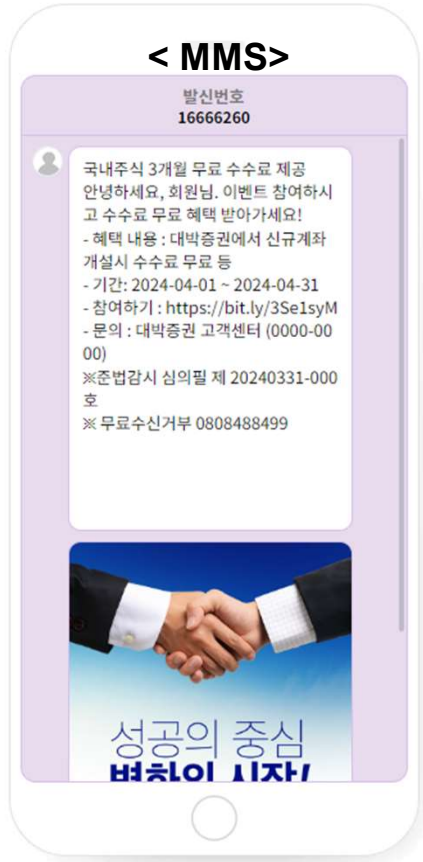 < MMS>
발신번호
16666260
국내주식 3개월 무료 수수료 제공
안녕하세요, 회원님. 이벤트 참여하시
고 수수료 무료 혜택 받아가세요!
- 혜택 내용 : 대박증권에서 신규계좌
개설시 수수료 무료 등
- 기간: 2024-04-01 ~ 2024-04-31
- 참여하기 : https://bit.ly/3Se1syM
- 문의 : 대박증권 고객센터 (0000-00
00)
※준법감시 심의필 제 20240331-000
호
※ 무료수신거부 0808488499
성공의 중심
변화의 시작!